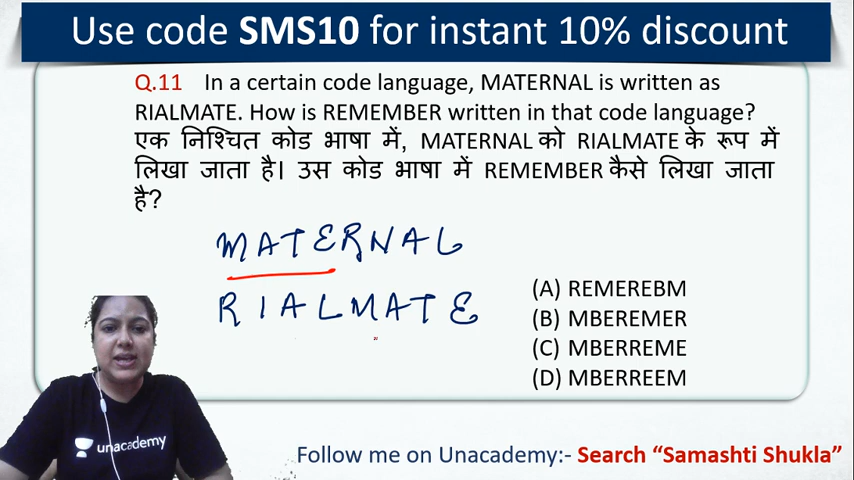 Use code SMS10 for instant 10% discount
Q.11 In a certain code language, MATERNAL is written as
RIALMATE. How is REMEMBER written in that code language?
एक निश्चित कोड भाषा में, MATERNAL को RIALMATE के रूप में
लिखा जाता है। उस कोड भाषा में REMEMBER कैसे लिखा जाता
है?
MATERNAL
RIALMATE
(A) REMEREBM
(B) MBEREMER
(C) MBERREME
(D) MBERREEM
unacademy
Follow me on Unacademy:- Search “Samashti Shukla”